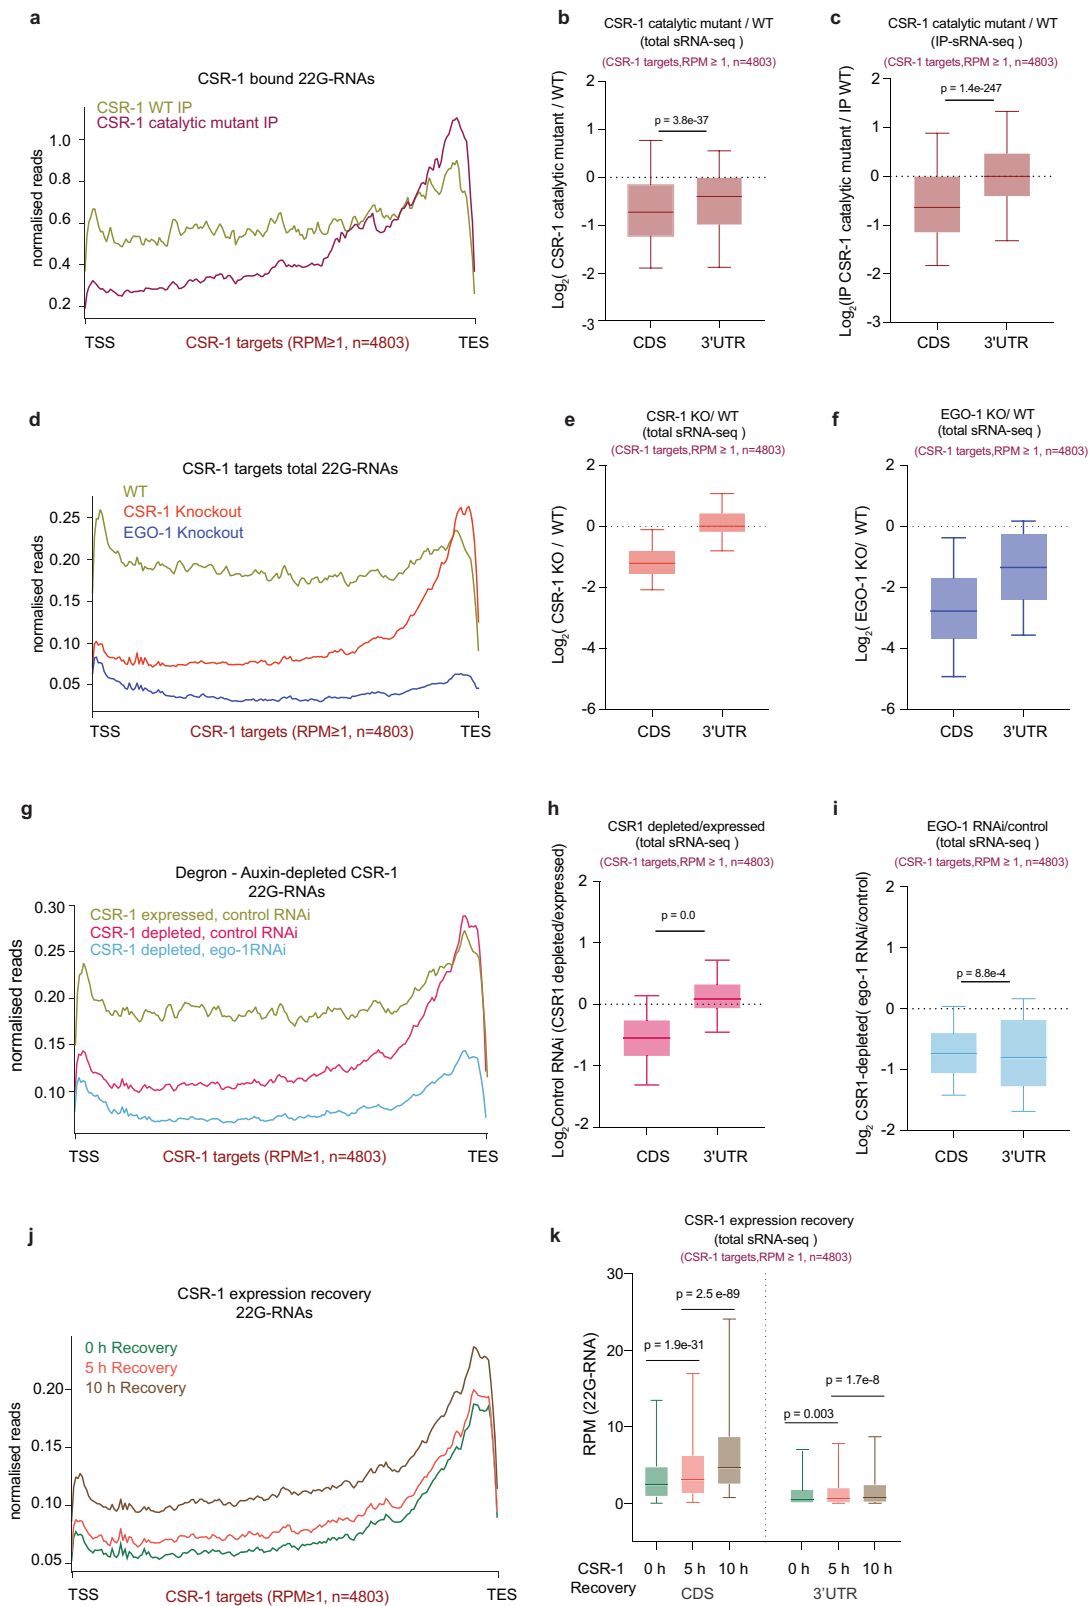 a
CSR-1 bound 22G-RNAs
CSR-1 WT IP
CSR-1 catalytic mutant IP
normalised reads
1.0
0.8
0.6
0.4
0.2
TSS
CSR-1 targets (RPM≥1, n=4803)
TES
b
CSR-1 catalytic mutant / WT
(total sRNA-seq )
(CSR-1 targets,RPM ≥ 1, n=4803)
Log2( CSR-1 catalytic mutant / WT)
2
1
0
-1
-2
-3
p = 3.8e-37
CDS
3'UTR
c
CSR-1 catalytic mutant / WT
(IP-sRNA-seq )
(CSR-1 targets,RPM ≥ 1, n=4803)
Log2(IP CSR-1 catalytic mutant / IP WT)
2
1
0
-1
-2
-3
p = 1.4e-247
CDS
3'UTR
d
CSR-1 targets total 22G-RNAs
WT
CSR-1 Knockout
EGO-1 Knockout
normalised reads
0.25
0.20
0.15
0.10
0.05
TSS
CSR-1 targets (RPM≥1, n=4803)
TES
e
CSR-1 KO/ WT
(total sRNA-seq )
(CSR-1 targets,RPM ≥ 1, n=4803)
Log2( CSR-1 KO / WT)
2
0
-2
-4
-6
CDS
3'UTR
f
EGO-1 KO/ WT
(total sRNA-seq )
(CSR-1 targets,RPM ≥ 1, n=4803)
Log2( EGO-1 KO/ WT)
2
0
-2
-4
-6
CDS
3'UTR
g
Degron - Auxin-depleted CSR-1
22G-RNAs
CSR-1 expressed, control RNAi
CSR-1 depleted, control RNAi
CSR-1 depleted, ego-1RNAi
normalised reads
0.30
0.25
0.20
0.15
0.10
TSS
CSR-1 targets (RPM≥1, n=4803)
TES
h
CSR1 depleted/expressed
(total sRNA-seq )
(CSR-1 targets,RPM ≥ 1, n=4803)
Log2Control RNAi (CSR1 depleted/expressed)
2
1
0
-1
-2
p = 0.0
CDS
3'UTR
i
EGO-1 RNAi/control
(total sRNA-seq )
(CSR-1 targets,RPM ≥ 1, n=4803)
Log2 CSR1-depleted( ego-1 RNAi/control)
2
1
0
-1
-2
p = 8.8e-4
CDS
3'UTR
j
CSR-1 expression recovery
22G-RNAs
0 h Recovery
5 h Recovery
10 h Recovery
normalised reads
0.20
0.15
0.10
0.05
TSS
CSR-1 targets (RPM≥1, n=4803)
TES
k
CSR-1 expression recovery
(total sRNA-seq )
(CSR-1 targets,RPM ≥ 1, n=4803)
RPM (22G-RNA)
30
20
10
0
p = 2.5 e-89
p = 1.9e-31
p = 1.7e-8
p = 0.003
CSR-1
Recovery
0 h 5 h 10 h 0 h 5 h 10 h
CDS
3'UTR